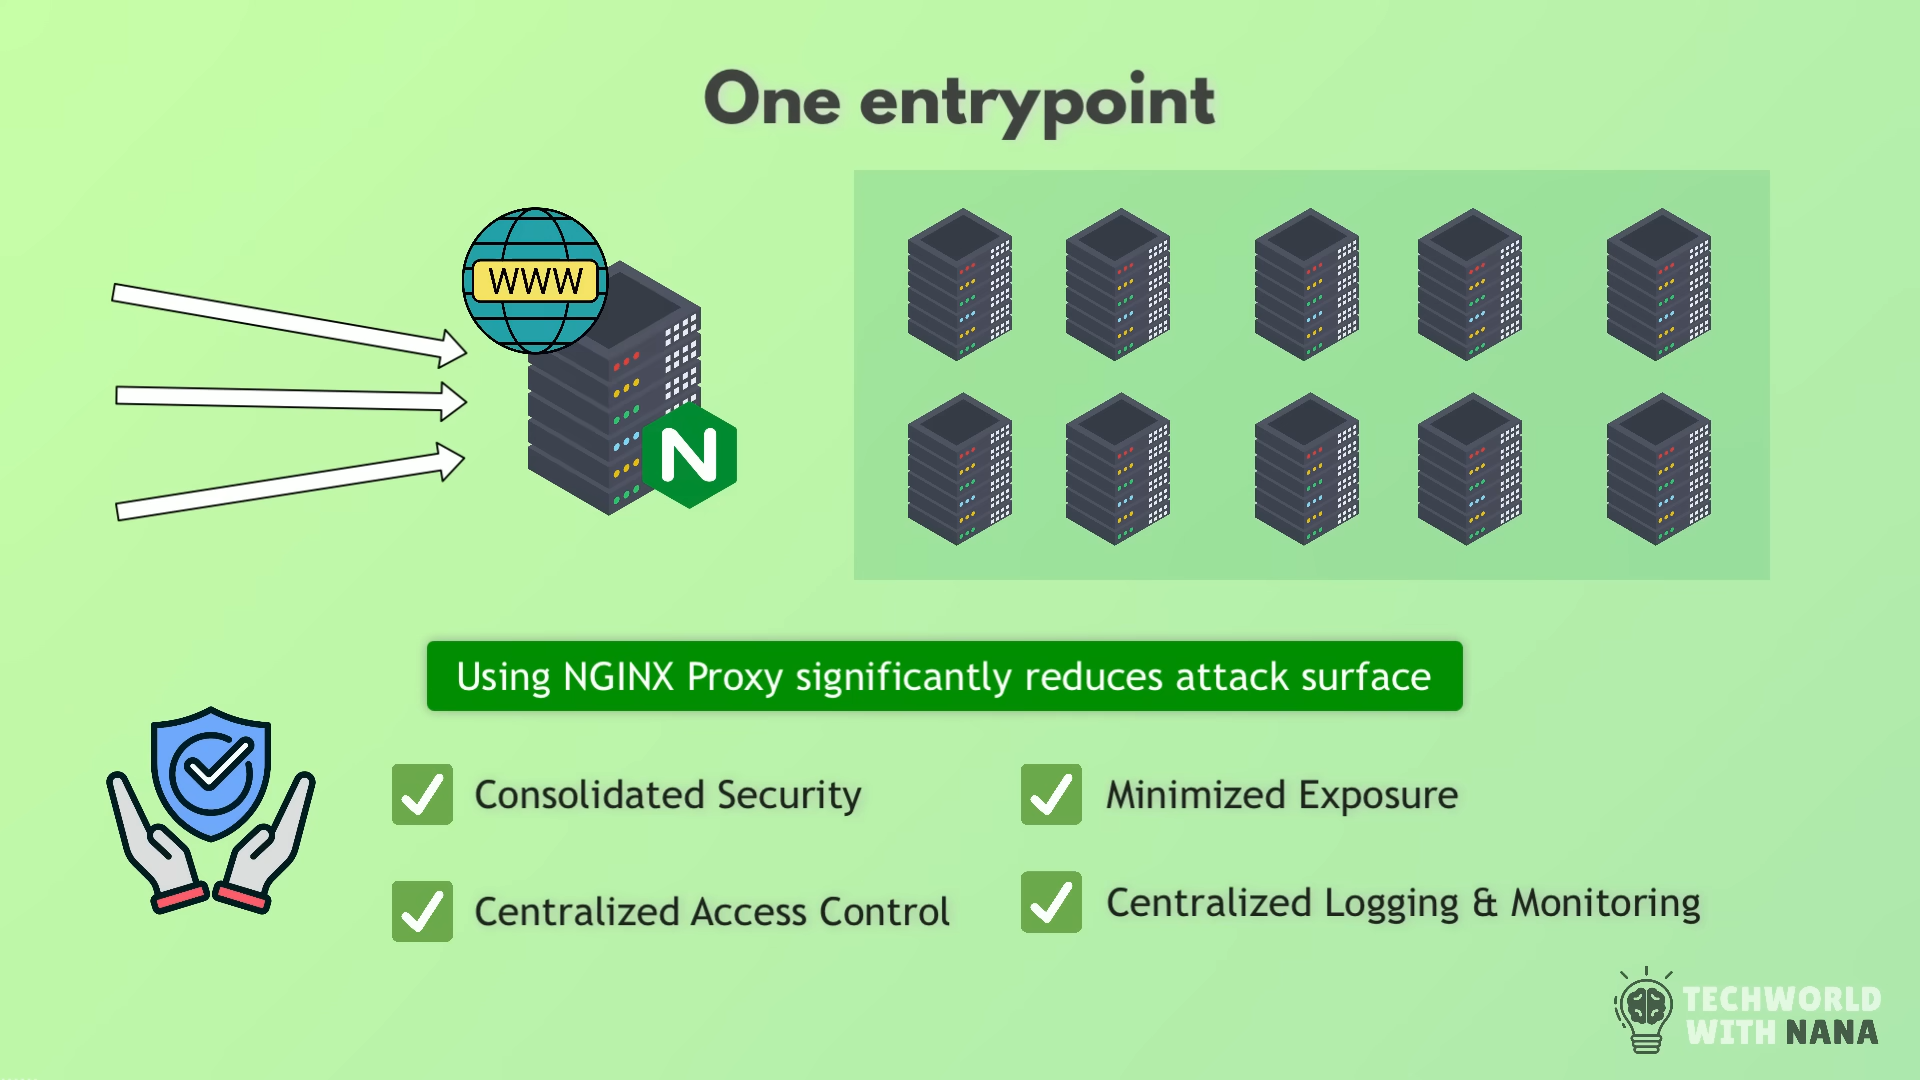 One entrypoint
WWW
N
Using NGINX Proxy significantly reduces attack surface
Consolidated Security
Minimized Exposure
Centralized Access Control
Centralized Logging & Monitoring
TECHWORLD
WITH NANA